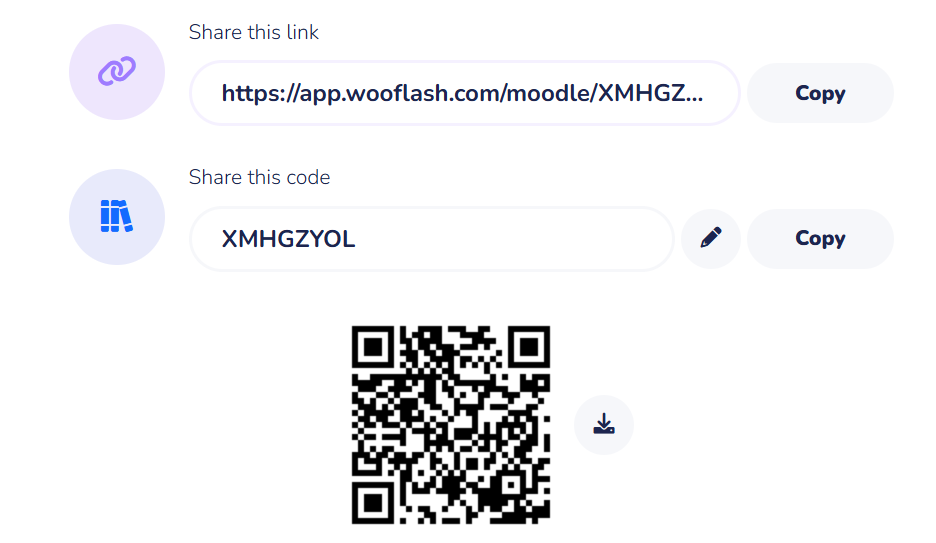 Share this link
https://app.wooflash.com/moodle/XMHGZ...
Copy
Share this code
XMHGZYOL
Copy